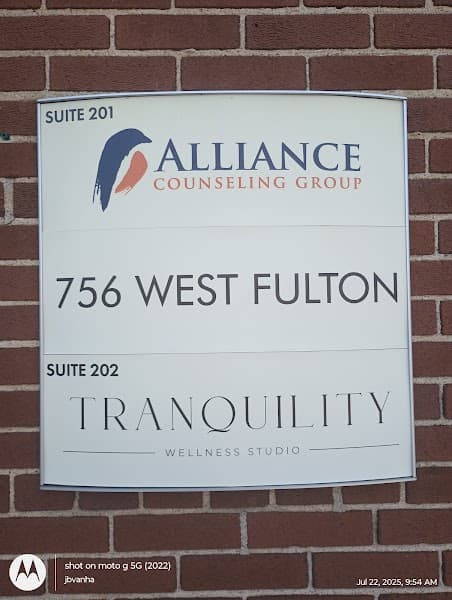 SUITE 201
ALLIANCE
COUNSELING GROUP
756 WEST FULTON
SUITE 202
TRANQUILITY
WELLNESS STUDIO
shot on moto g 5G (2022)
jbvanha
Jul 22, 2025, 9:54 AM